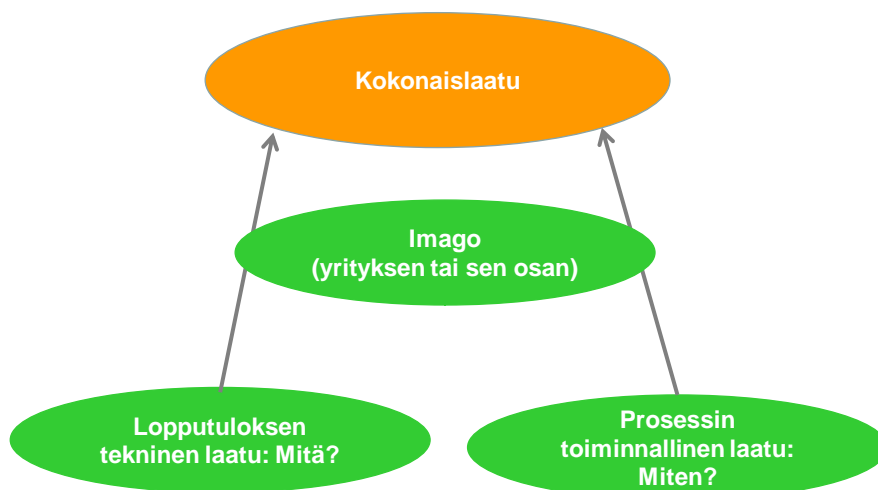 Kokonaislaatu
Imago
(yrityksen tai sen osan)
Lopputuloksen
tekninen laatu: Mitä?
Prosessin
toiminnallinen laatu:
Miten?